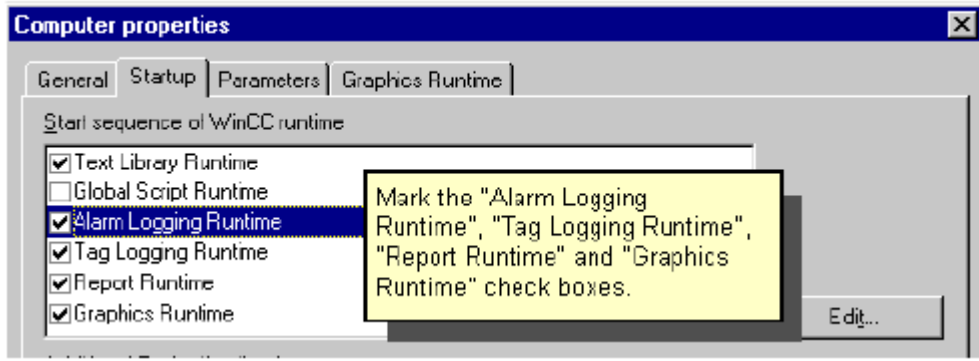 Computer properties
General Startup Parameters Graphics Runtime
Start sequence of WinCC runtime
Text Library Runtime
Global Script Runtime
Alarm Logging Runtime
Tag Logging Runtime
Report Runtime
Graphics Runtime
Mark the "Alarm Logging
Runtime", "Tag Logging Runtime",
"Report Runtime" and "Graphics
Runtime" check boxes.
Edit...